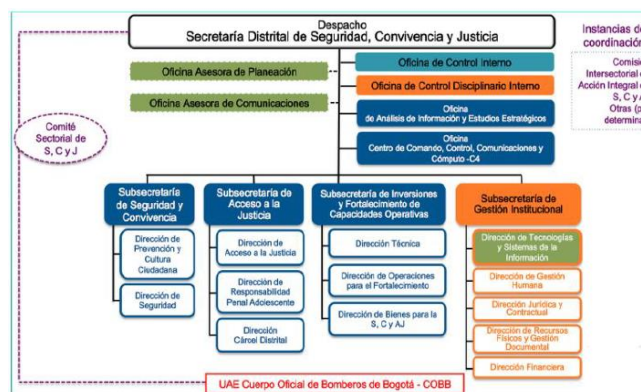 Despacho
Secretaría Distrital de Seguridad, Convivencia y Justicia
Instancias de
coordinación
Oficina Asesora de Planeación
Oficina de Control Interno
Oficina de Control Disciplinario Interno
Oficina Asesora de Comunicaciones
Oficina
de Análisis de Información y Estudios Estratégicos
Oficina
Centro de Comando, Control, Comunicaciones y
Cómputo -C4
Comisió
Intersectorial
Acción Integral
S, C y
Otras (p
determina
Comité
Sectorial de
S, C y J
Subsecretaría
de Seguridad y
Convivencia
Dirección de
Prevención y
Cultura
Ciudadana
Dirección de
Seguridad
Subsecretaría de
Acceso a la
Justicia
Dirección de
Acceso a la Justicia
Dirección de
Responsabilidad
Penal Adolescente
Dirección
Cárcel Distrital
Subsecretaría de Inversiones
y Fortalecimiento de
Capacidades Operativas
Dirección Técnica
Dirección de Operaciones
para el Fortalecimiento
Dirección de Bienes para la
S, C y AJ
Subsecretaría de
Gestión Institucional
Dirección de Tecnologías
y Sistemas de la
Información
Dirección de Gestión
Humana
Dirección Jurídica y
Contractual
Dirección de Recursos
Físicos y Gestión
Documental
Dirección Financiera
UAE Cuerpo Oficial de Bomberos de Bogotá - COBB